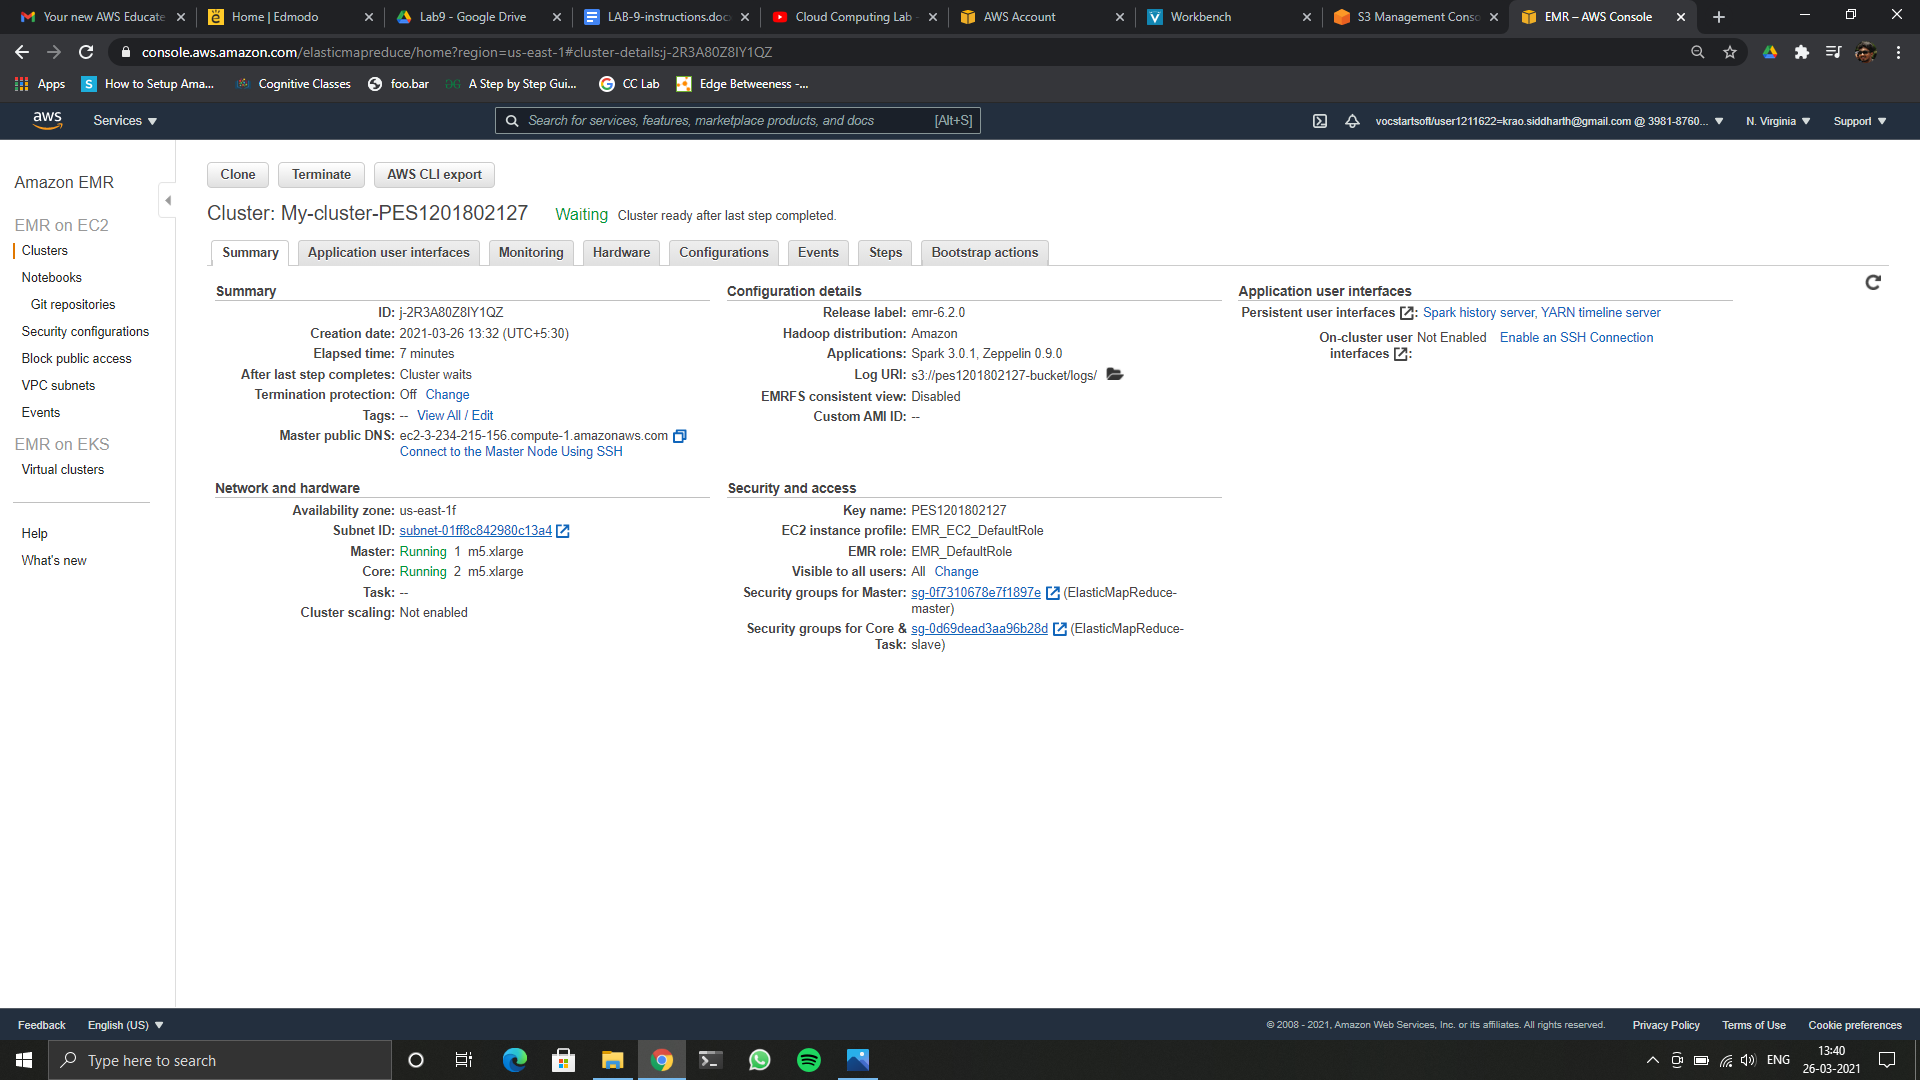 Your new AWS Educate
Home | Edmodo
Lab9 - Google Drive
LAB-9-instructions.doc
Cloud Computing Lab -
AWS Account
Workbench
S3 Management Conso
EMR – AWS Console
console.aws.amazon.com/elasticmapreduce/home?region=us-east-1#cluster-details:j-2R3A80Z8IY1QZ
Apps
How to Setup Ama...
Cognitive Classes
foo.bar
A Step by Step Gui...
CC Lab
Edge Betweeness -...
aws
Services
Search for services, features, marketplace products, and docs
[Alt+S]
vocstartsoft/user1211622=krao.siddharth@gmail.com @ 3981-8760...
N. Virginia
Support
Amazon EMR
EMR on EC2
Clusters
Notebooks
Git repositories
Security configurations
Block public access
VPC subnets
Events
EMR on EKS
Virtual clusters
Help
What's new
Clone
Terminate
AWS CLI export
Cluster: My-cluster-PES1201802127
Waiting
Cluster ready after last step completed.
Summary
Application user interfaces
Monitoring
Hardware
Configurations
Events
Steps
Bootstrap actions
Summary
ID: j-2R3A80Z8IY1QZ
Creation date: 2021-03-26 13:32 (UTC+5:30)
Elapsed time: 7 minutes
After last step completes: Cluster waits
Termination protection: Off Change
Tags: -- View All / Edit
Master public DNS: ec2-3-234-215-156.compute-1.amazonaws.com
Connect to the Master Node Using SSH
Configuration details
Release label: emr-6.2.0
Hadoop distribution: Amazon
Applications: Spark 3.0.1, Zeppelin 0.9.0
Log URI: s3://pes1201802127-bucket/logs/
EMRFS consistent view: Disabled
Custom AMI ID: --
Application user interfaces
Persistent user interfaces : Spark history server, YARN timeline server
On-cluster user Not Enabled Enable an SSH Connection
interfaces :
Network and hardware
Availability zone: us-east-1f
Subnet ID: subnet-01ff8c842980c13a4
Master: Running 1 m5.xlarge
Core: Running 2 m5.xlarge
Task: --
Cluster scaling: Not enabled
Security and access
Key name: PES1201802127
EC2 instance profile: EMR_EC2_DefaultRole
EMR role: EMR_DefaultRole
Visible to all users: All Change
Security groups for Master: sg-0f7310678e7f1897e (ElasticMapReduce-
master)
Security groups for Core & sg-0d69dead3aa96b28d (ElasticMapReduce-
Task: slave)
Feedback
English (US)
© 2008 - 2021, Amazon Web Services, Inc. or its affiliates. All rights reserved.
Privacy Policy
Terms of Use
Cookie preferences
Type here to search
ENG
13:40
26-03-2021